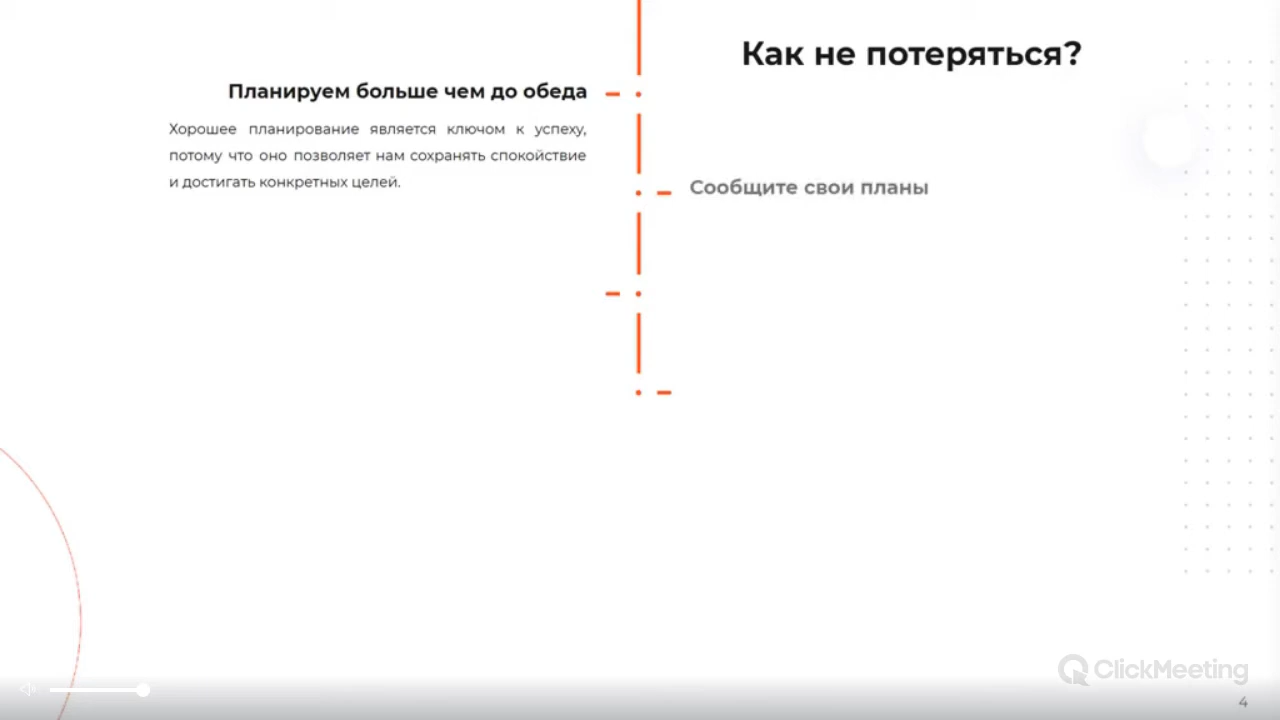 Как не потеряться?
Планируем больше чем до обеда
Хорошее планирование является ключом к успеху,
потому что оно позволяет нам сохранять спокойствие
и достигать конкретных целей.
Сообщите свои планы
ClickMeeting
4